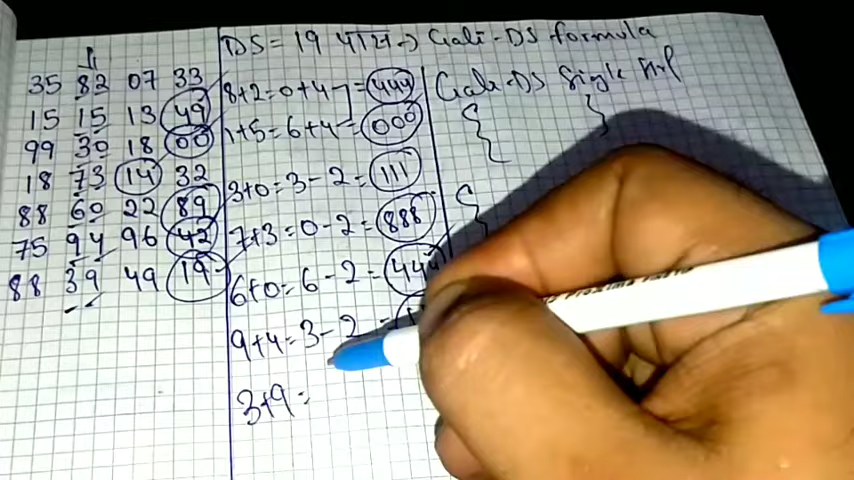 DS = 19 → Gali-DS formula
35 82 07 33
15 15 13 49
99 30 18 00
18 73 14 32
88 60 22 89
75 94 96 42
88 39 49 19
8+2=0+4 = 444
1+5=6+4 = 000
3+0=3-2= 111
7+3=0-2= 888
6+0=6-2= 444
9+4=3-2 =
3+9=
Gali-DS
{ }
{